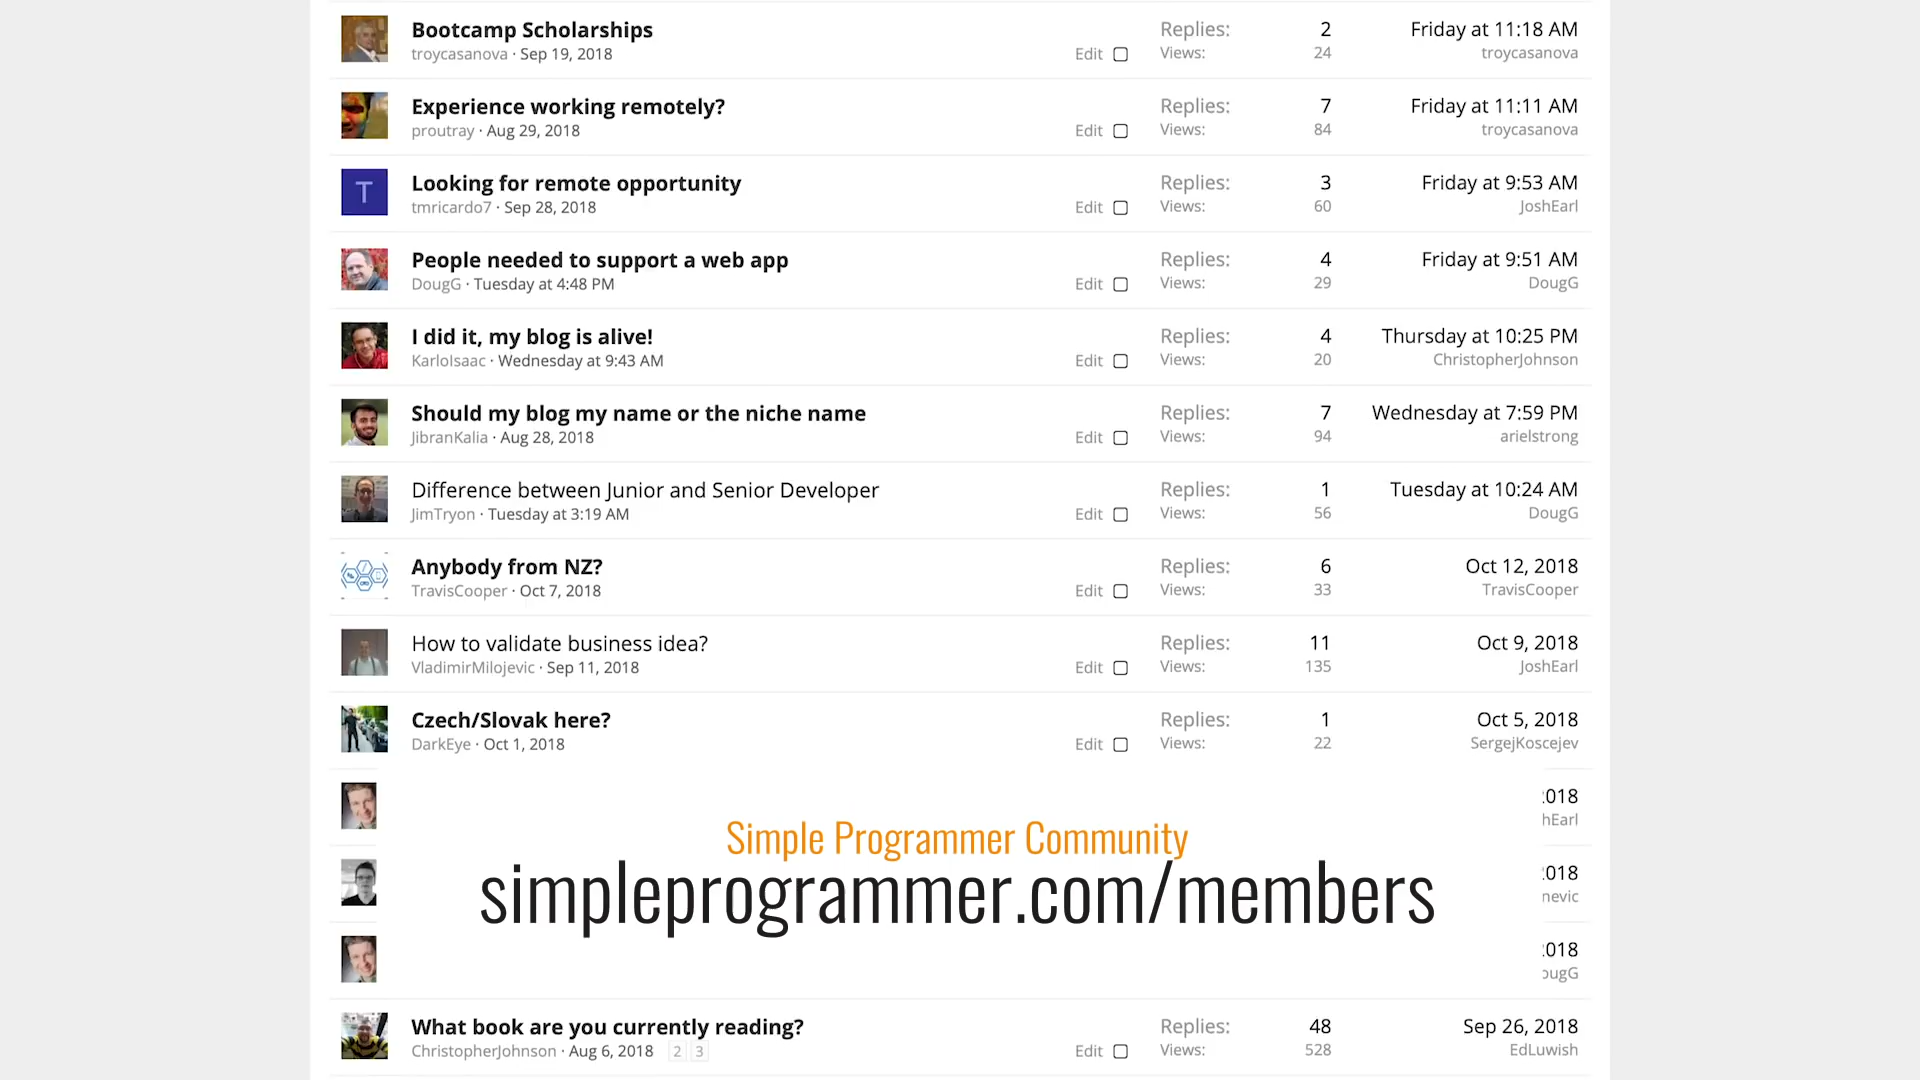 Bootcamp Scholarships
troycasanova · Sep 19, 2018
Edit
Replies: 2
Views: 24
Friday at 11:18 AM
troycasanova
Experience working remotely?
proutray · Aug 29, 2018
Edit
Replies: 7
Views: 84
Friday at 11:11 AM
troycasanova
T
Looking for remote opportunity
tmricardo7 · Sep 28, 2018
Edit
Replies: 3
Views: 60
Friday at 9:53 AM
JoshEarl
People needed to support a web app
DougG · Tuesday at 4:48 PM
Edit
Replies: 4
Views: 29
Friday at 9:51 AM
DougG
I did it, my blog is alive!
KarloIsaac · Wednesday at 9:43 AM
Edit
Replies: 4
Views: 20
Thursday at 10:25 PM
ChristopherJohnson
Should my blog my name or the niche name
JibranKalia · Aug 28, 2018
Edit
Replies: 7
Views: 94
Wednesday at 7:59 PM
arielstrong
Difference between Junior and Senior Developer
JimTryon · Tuesday at 3:19 AM
Edit
Replies: 1
Views: 56
Tuesday at 10:24 AM
DougG
Anybody from NZ?
TravisCooper · Oct 7, 2018
Edit
Replies: 6
Views: 33
Oct 12, 2018
TravisCooper
How to validate business idea?
VladimirMilojevic · Sep 11, 2018
Edit
Replies: 11
Views: 135
Oct 9, 2018
JoshEarl
Czech/Slovak here?
DarkEye · Oct 1, 2018
Edit
Replies: 1
Views: 22
Oct 5, 2018
SergejKoscejev
2018
hEarl
Simple Programmer Community
simpleprogrammer.com/members
2018
nevic
2018
ougG
What book are you currently reading?
ChristopherJohnson · Aug 6, 2018 2 3
Edit
Replies: 48
Views: 528
Sep 26, 2018
EdLuwish